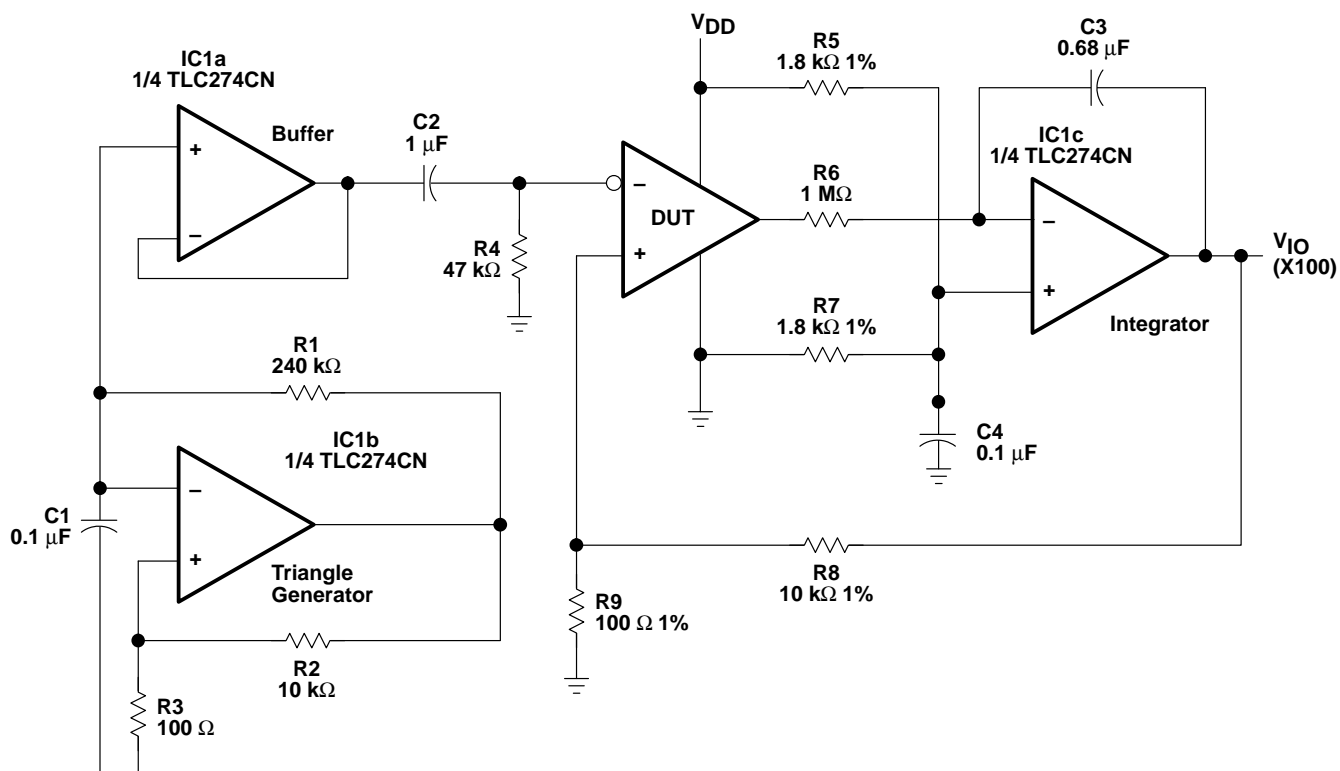 IC1a
1/4 TLC274CN
Buffer
+
−
C2
1 μF
R4
47 kΩ
VDD
R5
1.8 kΩ 1%
C3
0.68 μF
DUT
−
+
R6
1 MΩ
IC1c
1/4 TLC274CN
−
+
Integrator
VIO
(X100)
R7
1.8 kΩ 1%
C4
0.1 μF
R1
240 kΩ
IC1b
1/4 TLC274CN
−
+
C1
0.1 μF
Triangle
Generator
R2
10 kΩ
R3
100 Ω
R8
10 kΩ 1%
R9
100 Ω 1%